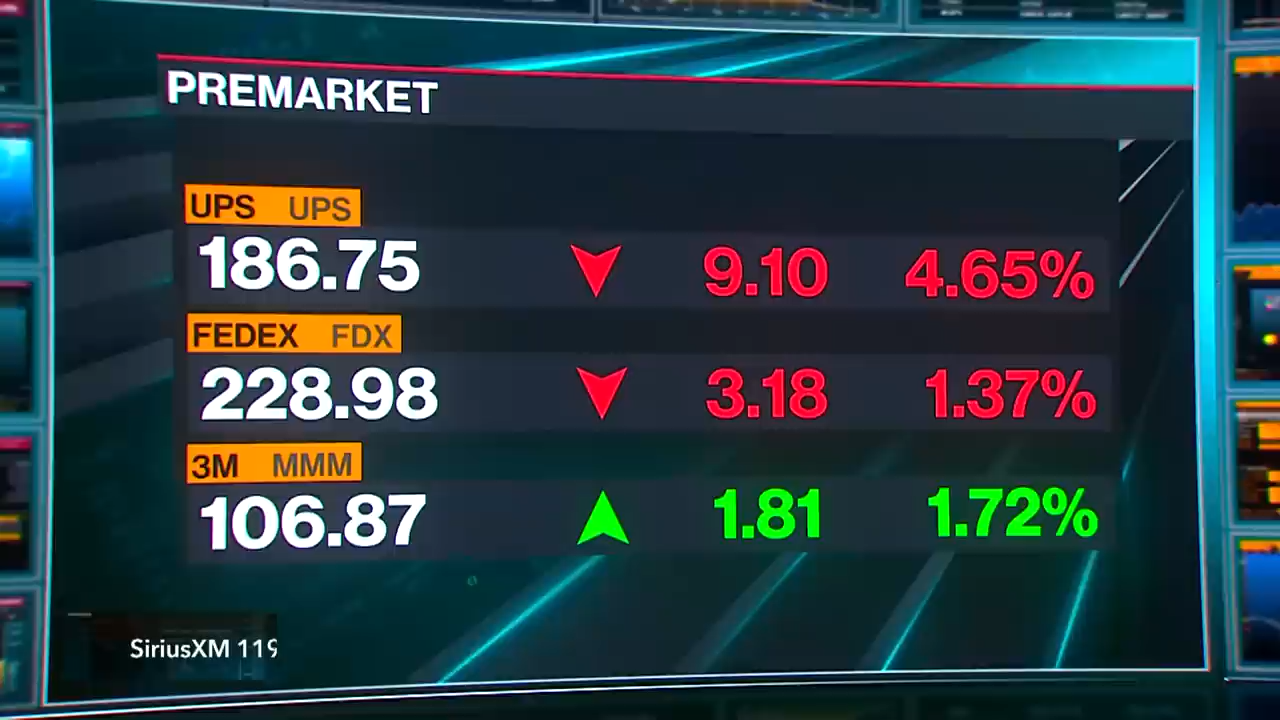 PREMARKET
UPS UPS
186.75 9.10 4.65%
FEDEX FDX
228.98 3.18 1.37%
3M MMM
106.87 1.81 1.72%
SiriusXM 119